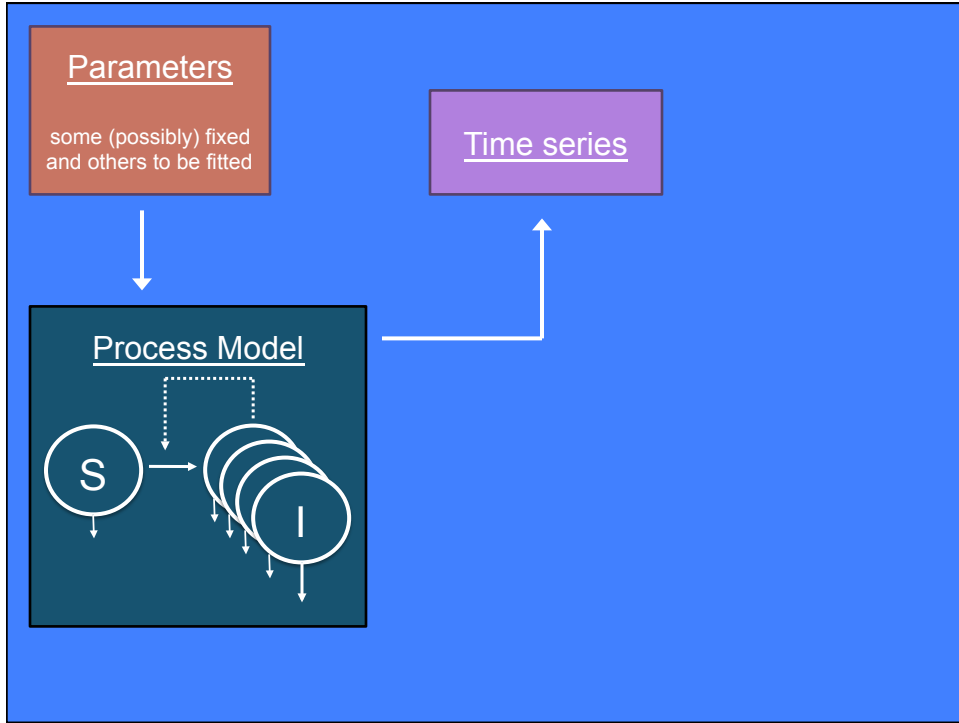 Parameters
some (possibly) fixed
and others to be fitted
Time series
Process Model
S
I